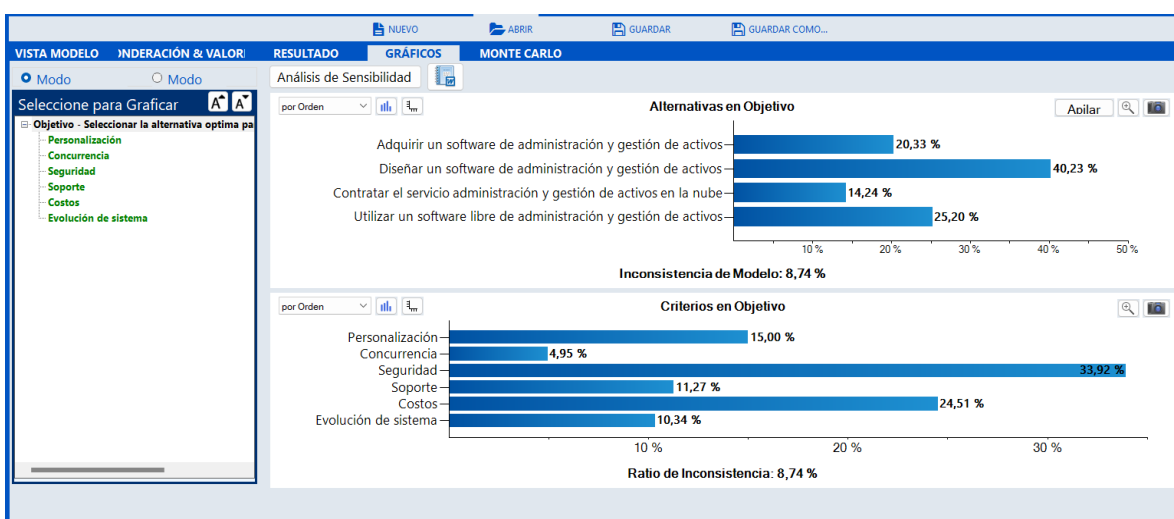 NUEVO
ABRIR
GUARDAR
GUARDAR COMO...
VISTA MODELO
ONDERACIÓN & VALORI
RESULTADO
GRÁFICOS
MONTE CARLO
Modo
Modo
Análisis de Sensibilidad
Seleccione para Graficar
Objetivo - Seleccionar la alternativa optima pa
Personalización
Concurrencia
Seguridad
Soporte
Costos
Evolución de sistema
por Orden
Alternativas en Objetivo
Apilar
Adquirir un software de administración y gestión de activos
20,33 %
Diseñar un software de administración y gestión de activos
40,23 %
Contratar el servicio administración y gestión de activos en la nube
14,24 %
Utilizar un software libre de administración y gestión de activos
25,20 %
10 %
20 %
30 %
40 %
50 %
Inconsistencia de Modelo: 8,74 %
por Orden
Criterios en Objetivo
Personalización
15,00 %
Concurrencia
4,95 %
Seguridad
33,92 %
Soporte
11,27 %
Costos
24,51 %
Evolución de sistema
10,34 %
10 %
20 %
30 %
Ratio de Inconsistencia: 8,74 %